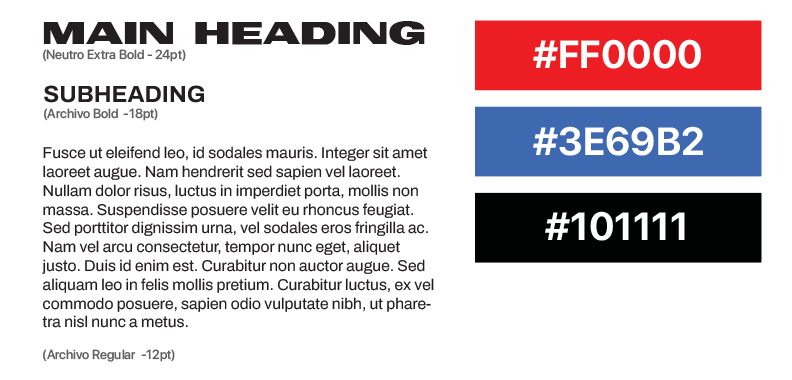 MAIN HEADING
(Neutro Extra Bold - 24pt)
SUBHEADING
(Archivo Bold -18pt)
Fusce ut eleifend leo, id sodales mauris. Integer sit amet
laoreet augue. Nam hendrerit sed sapien vel laoreet.
Nullam dolor risus, luctus in imperdiet porta, mollis non
massa. Suspendisse posuere velit eu rhoncus feugiat.
Sed porttitor dignissim urna, vel sodales eros fringilla ac.
Nam vel arcu consectetur, tempor nunc eget, aliquet
justo. Duis id enim est. Curabitur non auctor augue. Sed
aliquam leo in felis mollis pretium. Curabitur luctus, ex vel
commodo posuere, sapien odio vulputate nibh, ut phare-
tra nisl nunc a metus.
(Archivo Regular -12pt)
#FF0000
#3E69B2
#101111